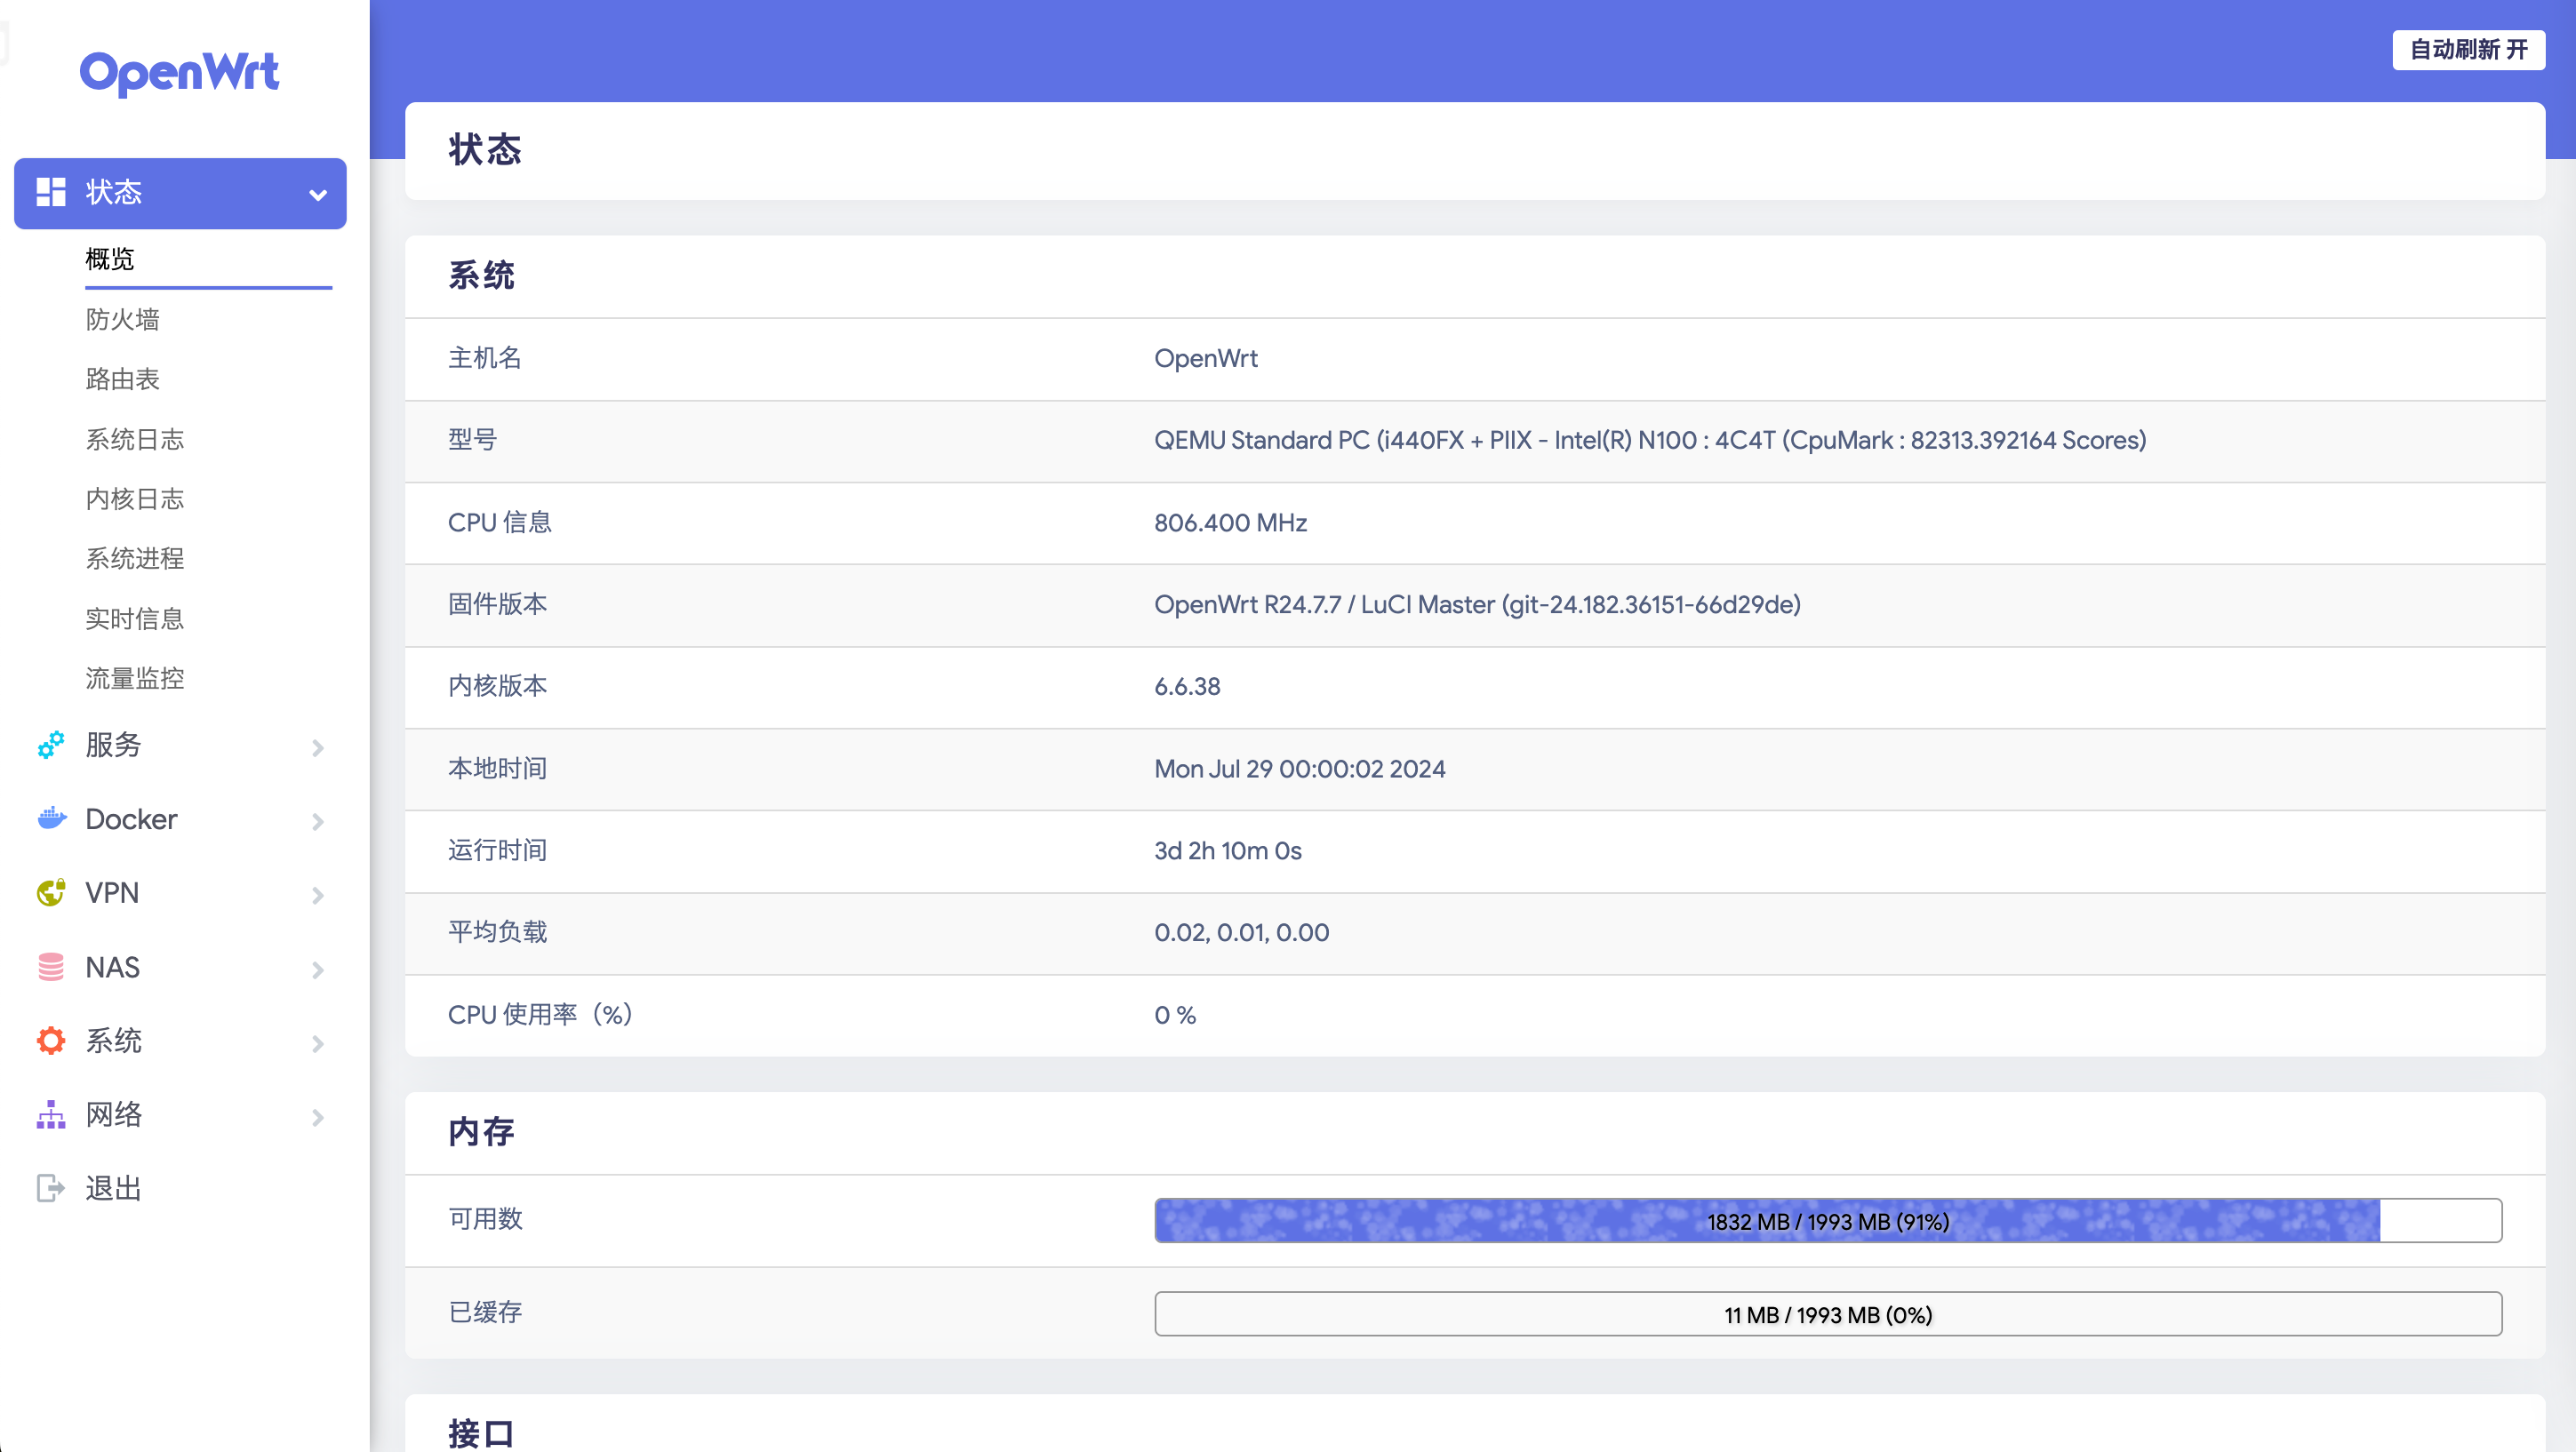 OpenWrt
状态
概览
防火墙
路由表
系统日志
内核日志
系统进程
实时信息
流量监控
服务
Docker
VPN
NAS
系统
网络
退出
自动刷新 开
状态
系统
主机名 OpenWrt
型号 QEMU Standard PC (i440FX + PIIX - Intel(R) N100 : 4C4T (CpuMark : 82313.392164 Scores)
CPU 信息 806.400 MHz
固件版本 OpenWrt R24.7.7 / LuCI Master (git-24.182.36151-66d29de)
内核版本 6.6.38
本地时间 Mon Jul 29 00:00:02 2024
运行时间 3d 2h 10m 0s
平均负载 0.02, 0.01, 0.00
CPU 使用率（%） 0 %
内存
可用数 1832 MB / 1993 MB (91%)
已缓存 11 MB / 1993 MB (0%)
接口